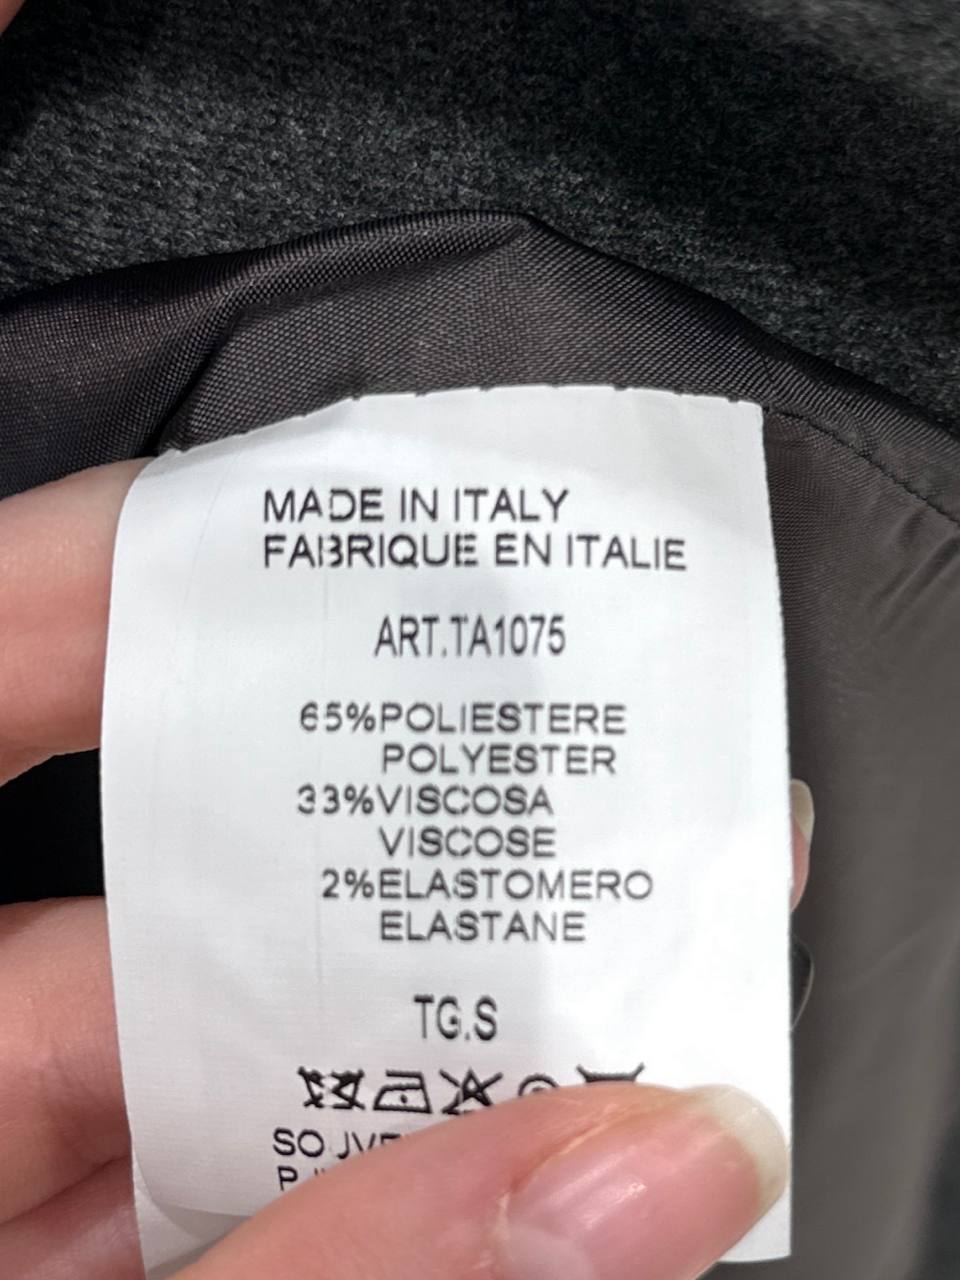 MADE IN ITALY
FABRIQUE EN ITALIE
ART.TA1075
65%POLIESTERE
POLYESTER
33%VISCOSA
VISCOSE
2%ELASTOMERO
ELASTANE
TG.S